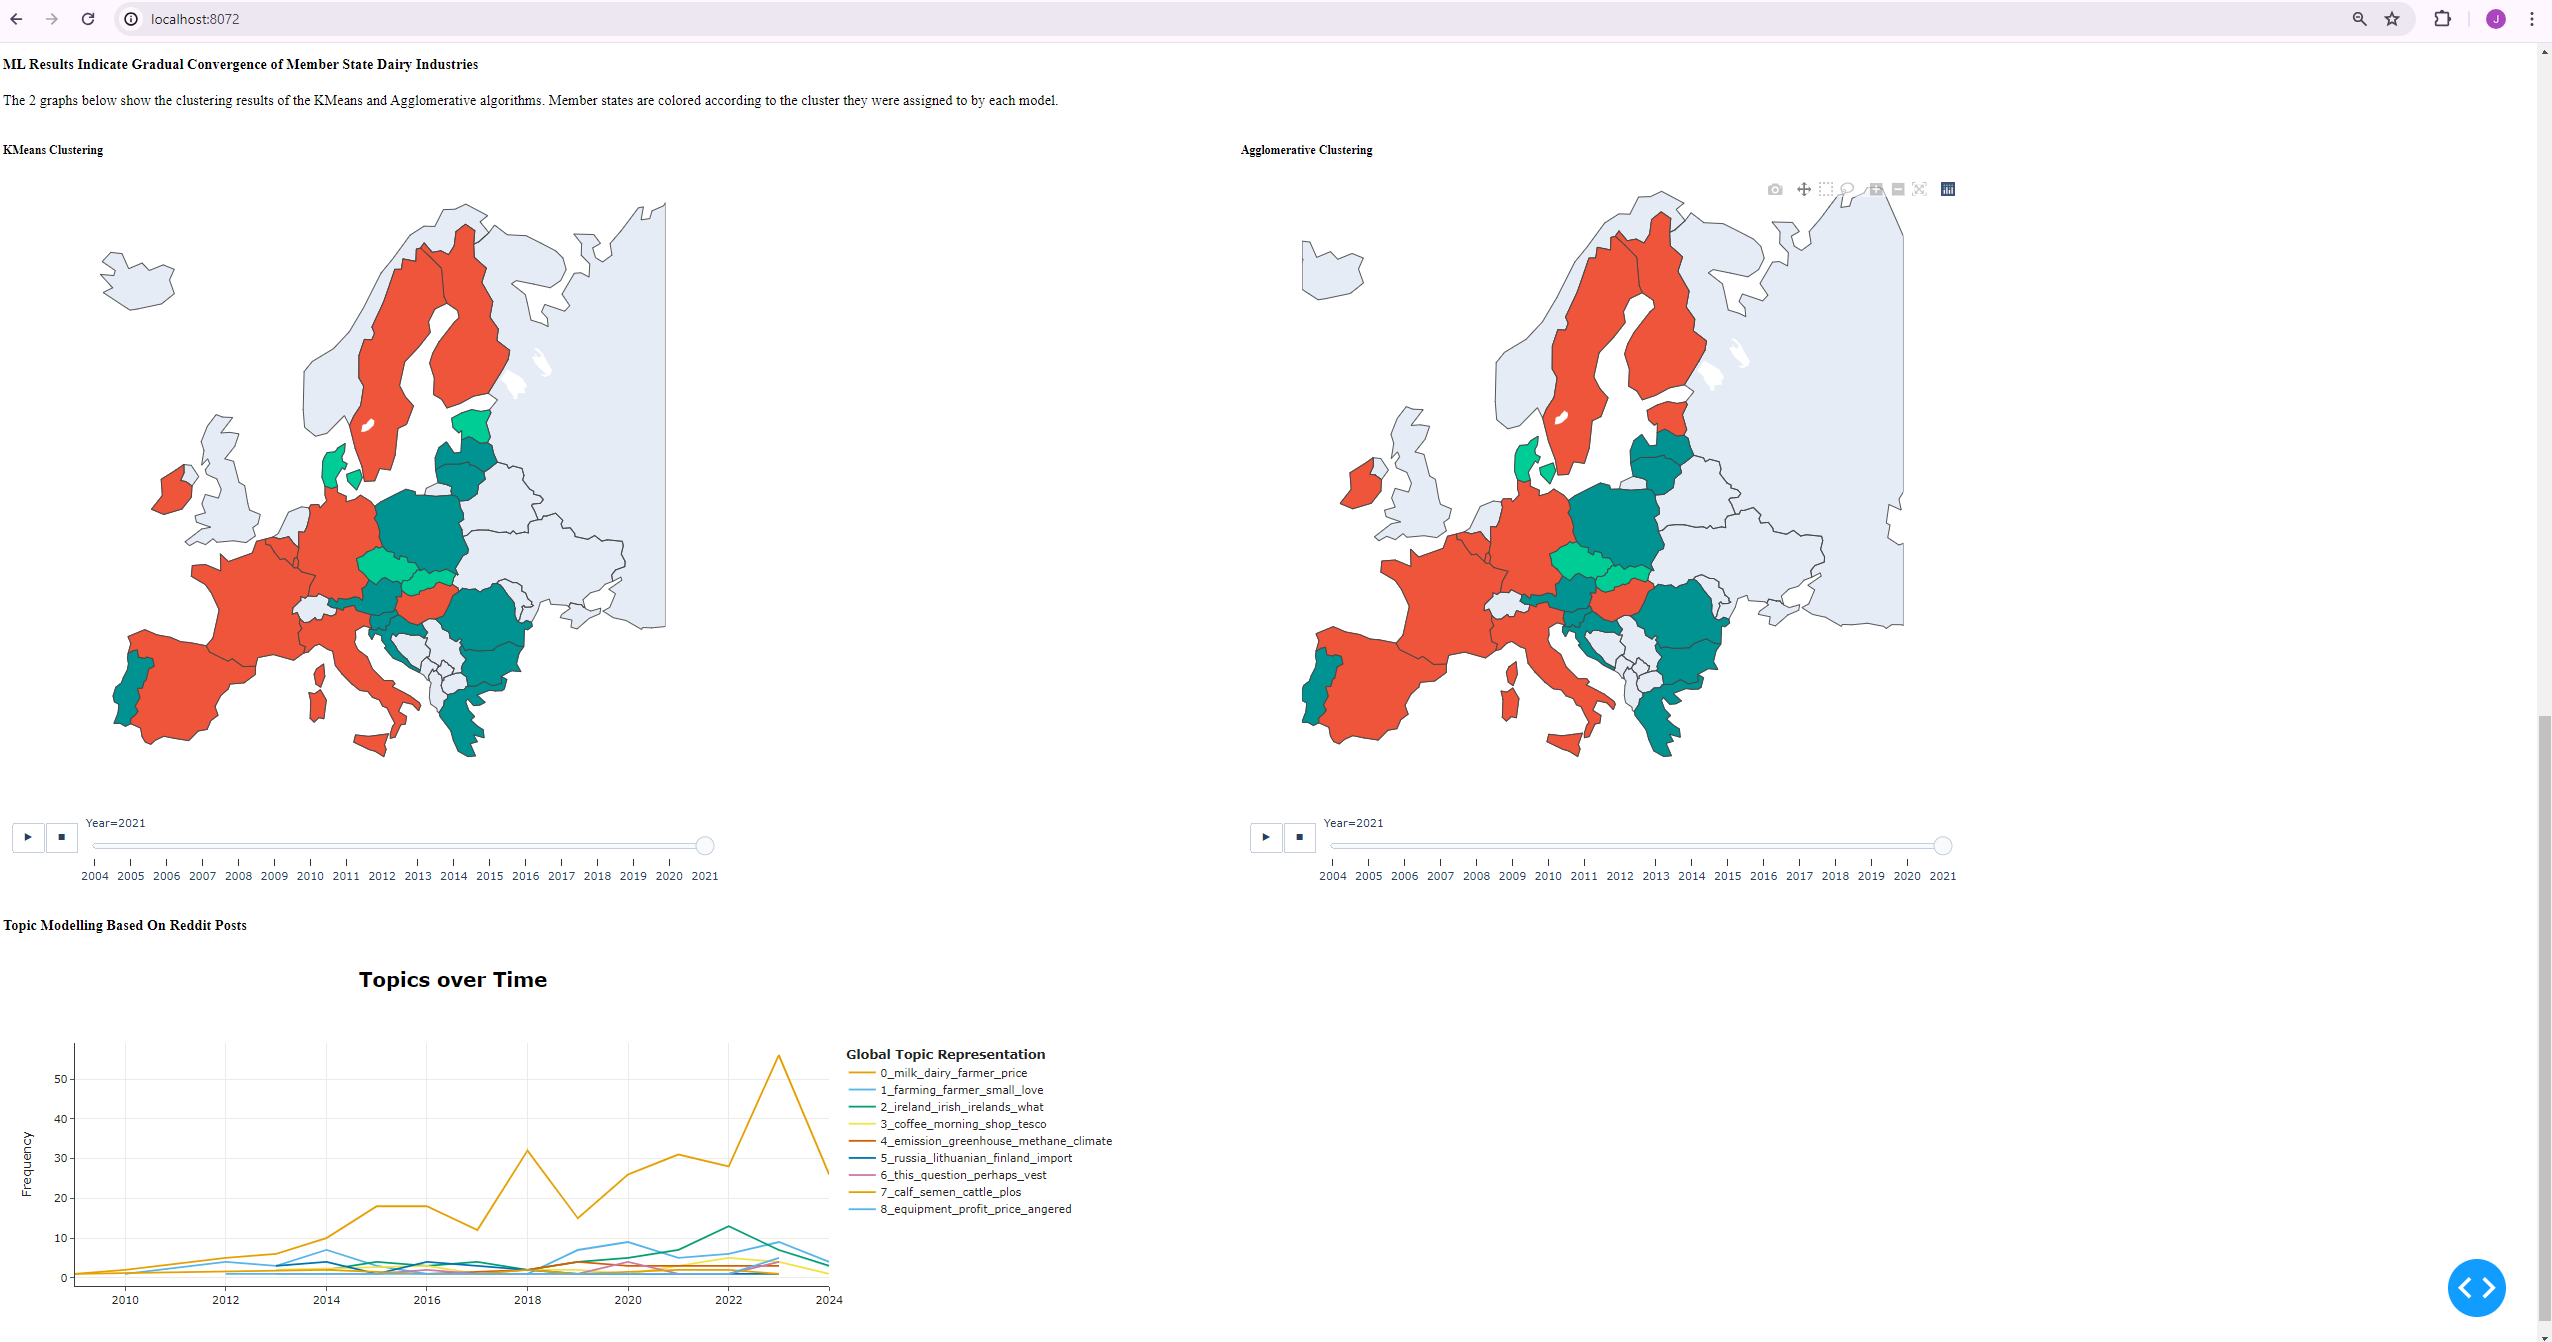 localhost:8072
J
ML Results Indicate Gradual Convergence of Member State Dairy Industries
The 2 graphs below show the clustering results of the KMeans and Agglomerative algorithms. Member states are colored according to the cluster they were assigned to by each model.
KMeans Clustering
Agglomerative Clustering
Year=2021
2004 2005 2006 2007 2008 2009 2010 2011 2012 2013 2014 2015 2016 2017 2018 2019 2020 2021
Year=2021
2004 2005 2006 2007 2008 2009 2010 2011 2012 2013 2014 2015 2016 2017 2018 2019 2020 2021
Topic Modelling Based On Reddit Posts
Topics over Time
Frequency
50
40
30
20
10
0
2010 2012 2014 2016 2018 2020 2022 2024
Global Topic Representation
0_milk_dairy_farmer_price
1_farming_farmer_small_love
2_ireland_irish_irelands_what
3_coffee_morning_shop_tesco
4_emission_greenhouse_methane_climate
5_russia_lithuanian_finland_import
6_this_question_perhaps_vest
7_calf_semen_cattle_plos
8_equipment_profit_price_angered